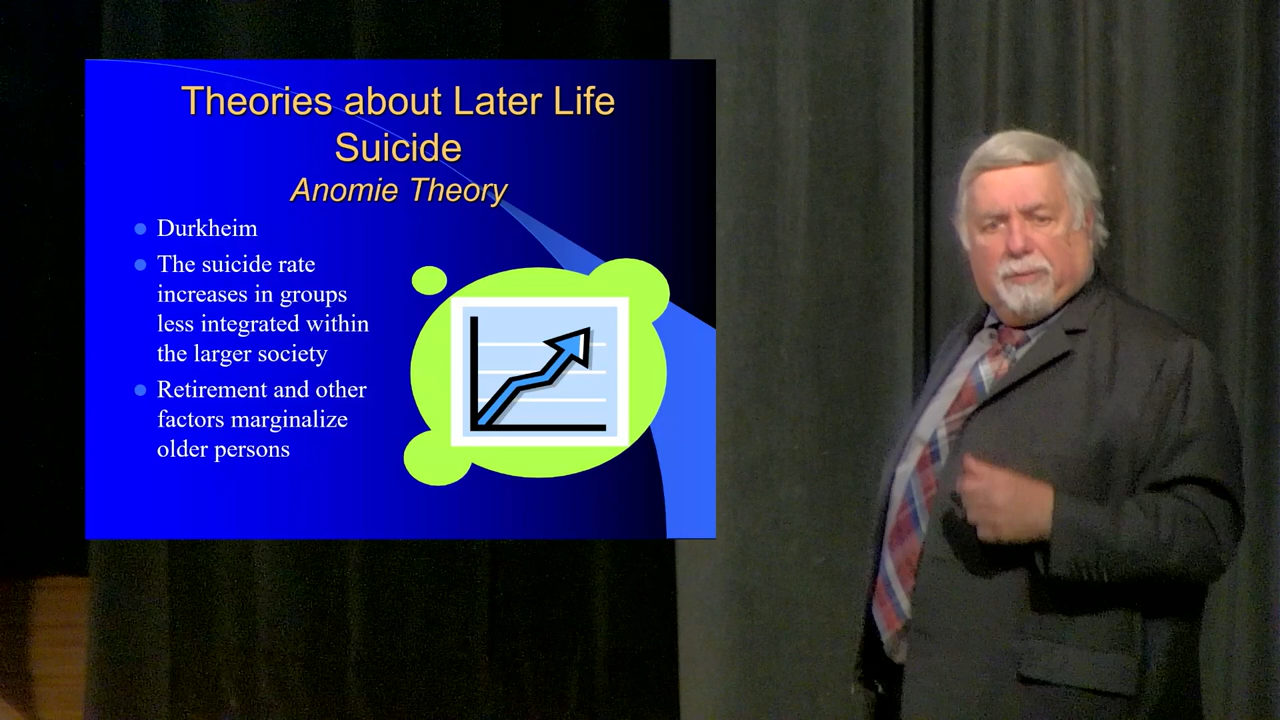 Theories about Later Life
Suicide
Anomie Theory
Durkheim
The suicide rate
increases in groups
less integrated within
the larger society
Retirement and other
factors marginalize
older persons